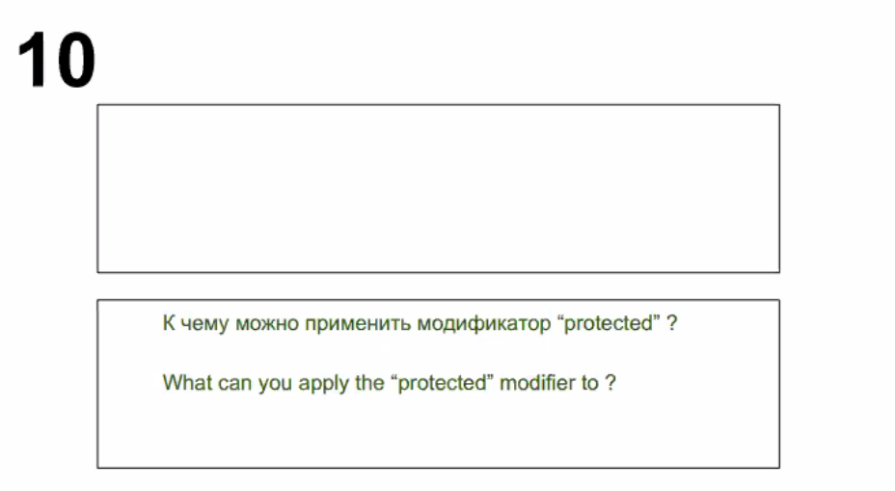 10
К чему можно применить модификатор “protected” ?
What can you apply the “protected” modifier to ?